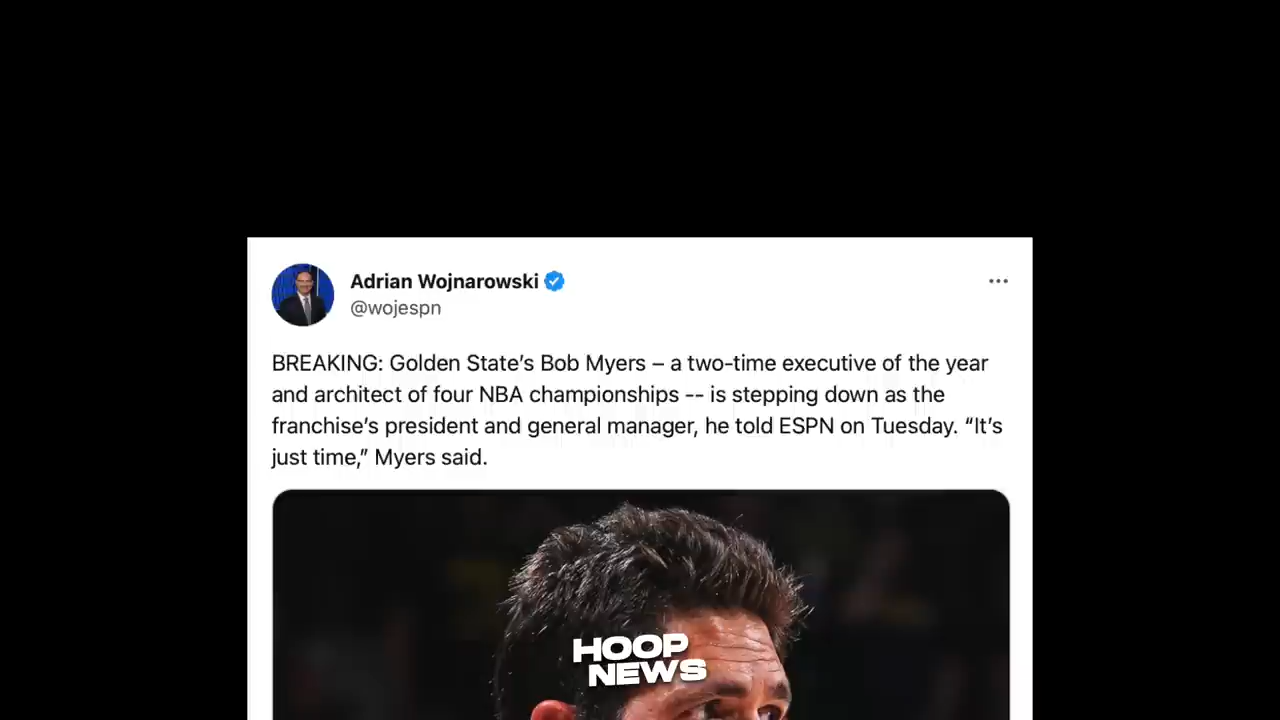 Adrian Wojnarowski
@wojespn
BREAKING: Golden State’s Bob Myers – a two-time executive of the year
and architect of four NBA championships -- is stepping down as the
franchise’s president and general manager, he told ESPN on Tuesday. “It’s
just time,” Myers said.
HOOP
NEWS